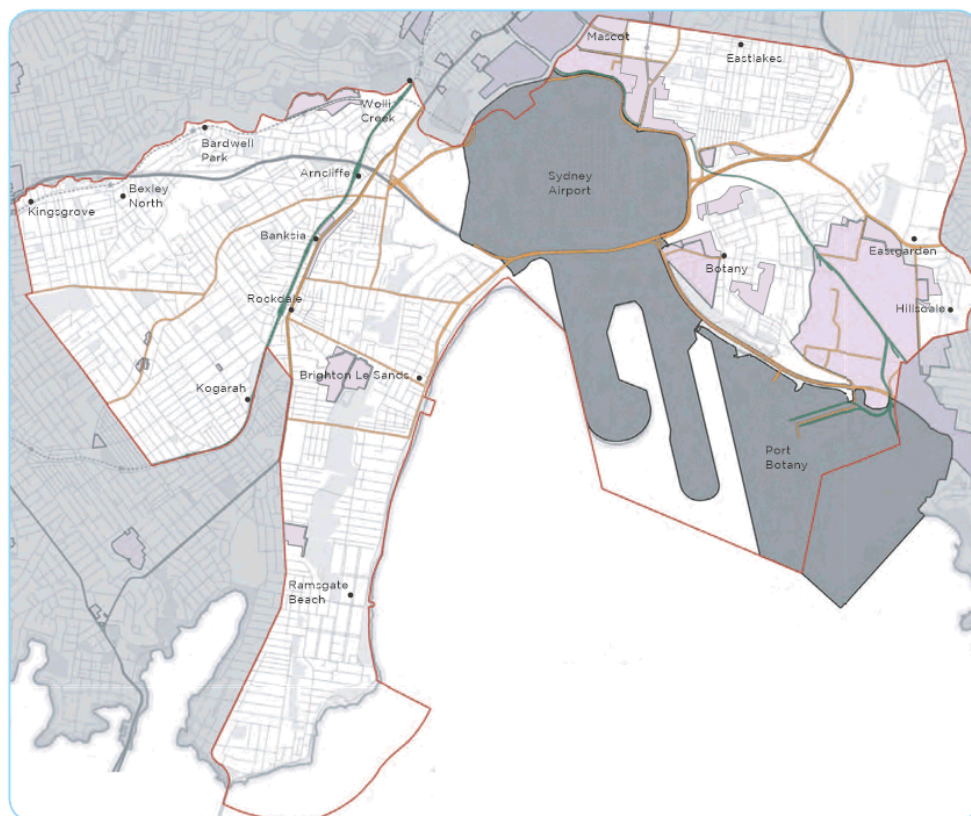 Mascot
Eastlakes
Wolli
Creek
Bardwell
Park
Arncliffe
Sydney
Airport
Bexley
North
Kingsgrove
Banksia
Eastgarden
Botany
Rockdale
Hillsdale
Brighton Le Sands
Kogarah
Port
Botany
Ramsgate
Beach